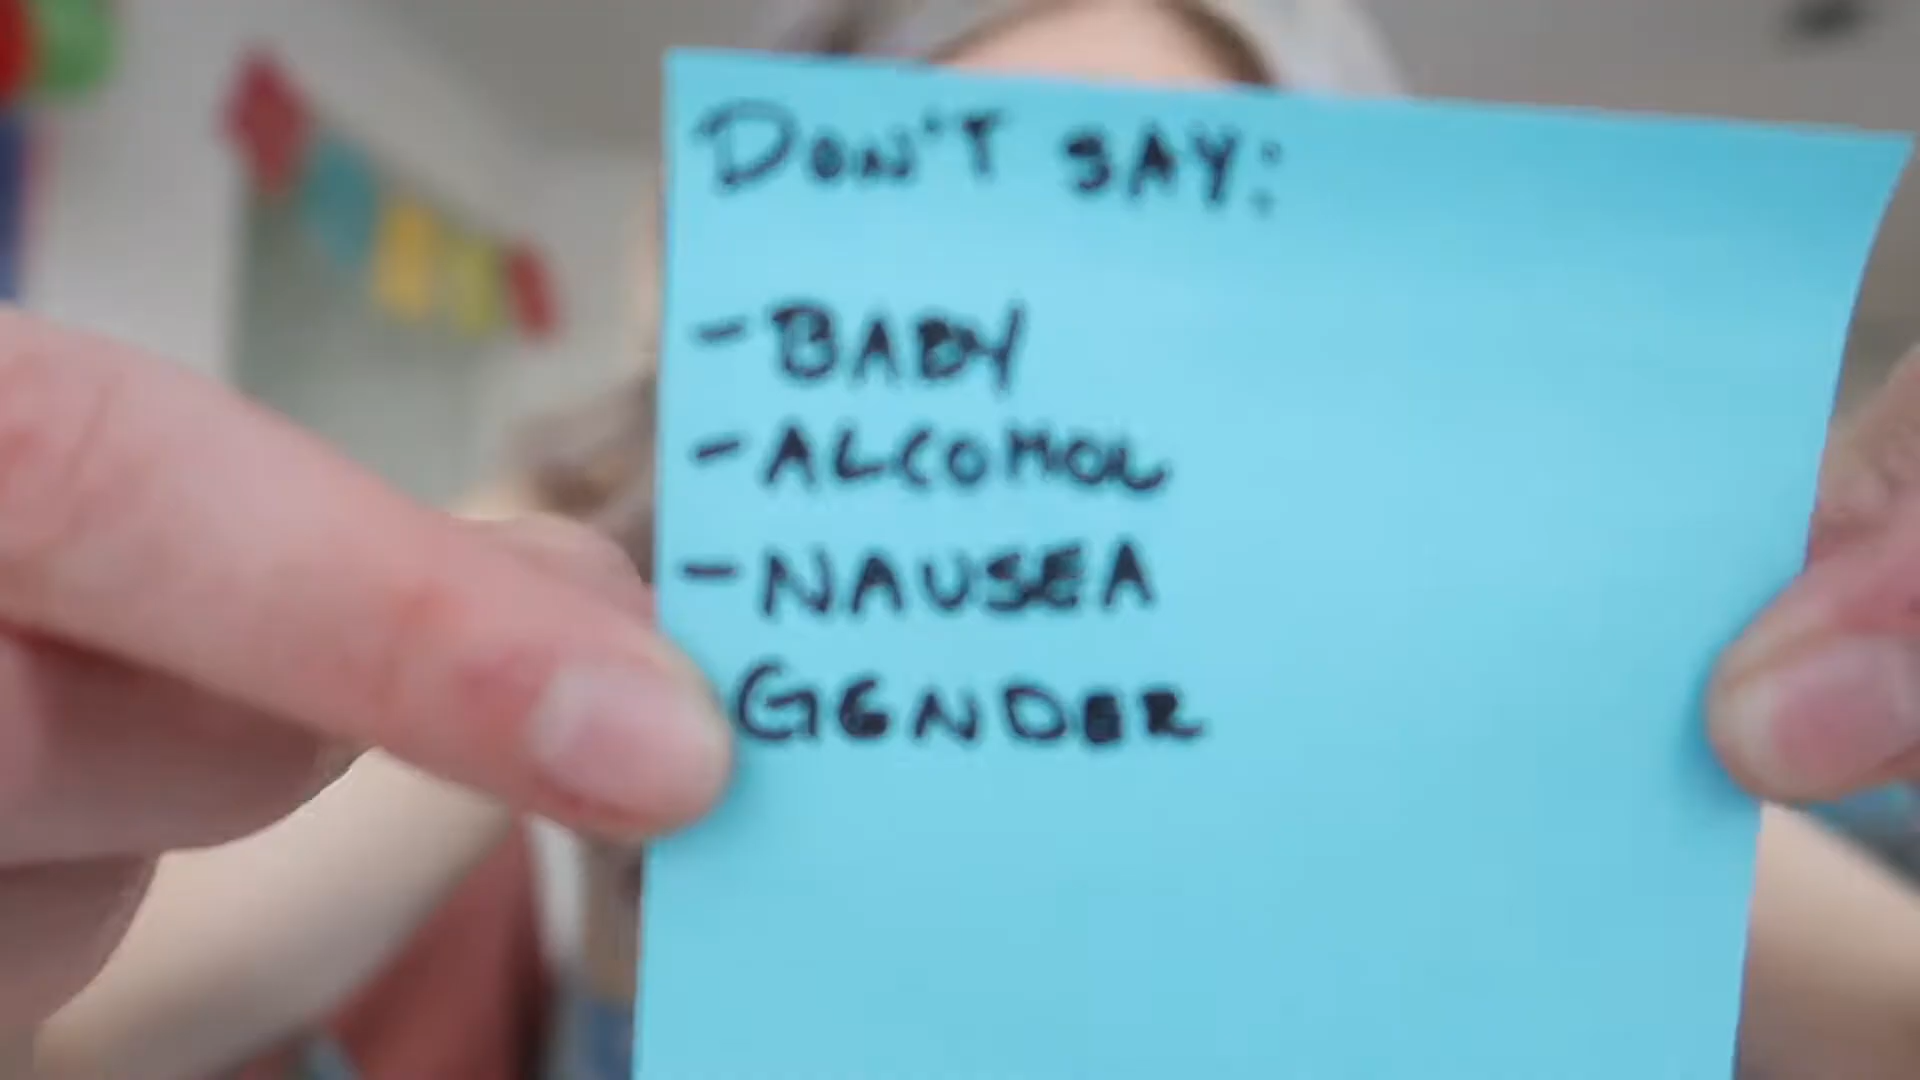 DON'T SAY:
- BABY
- ALCOHOL
- NAUSEA
GENDER